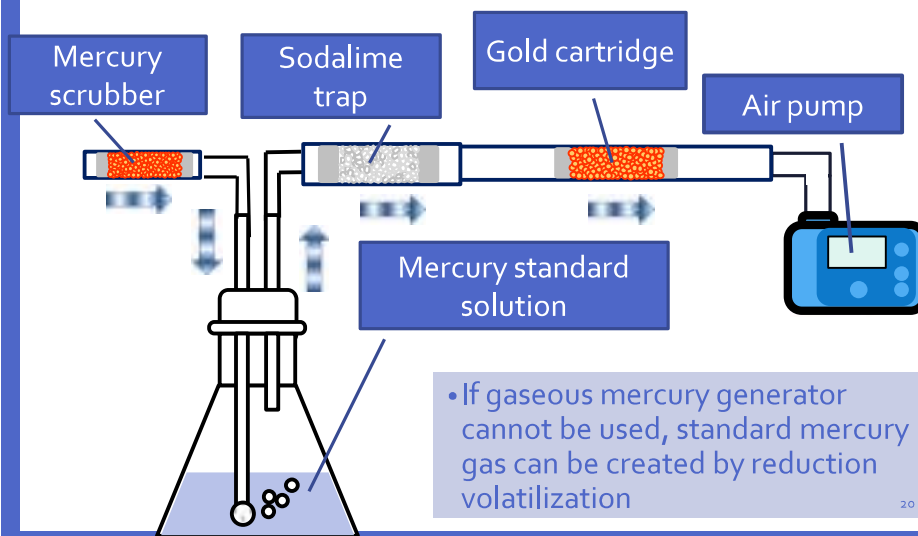 Mercury
scrubber
Sodalime
trap
Gold cartridge
Air pump
Mercury standard
solution
•If gaseous mercury generator
cannot be used, standard mercury
gas can be created by reduction
volatilization
20